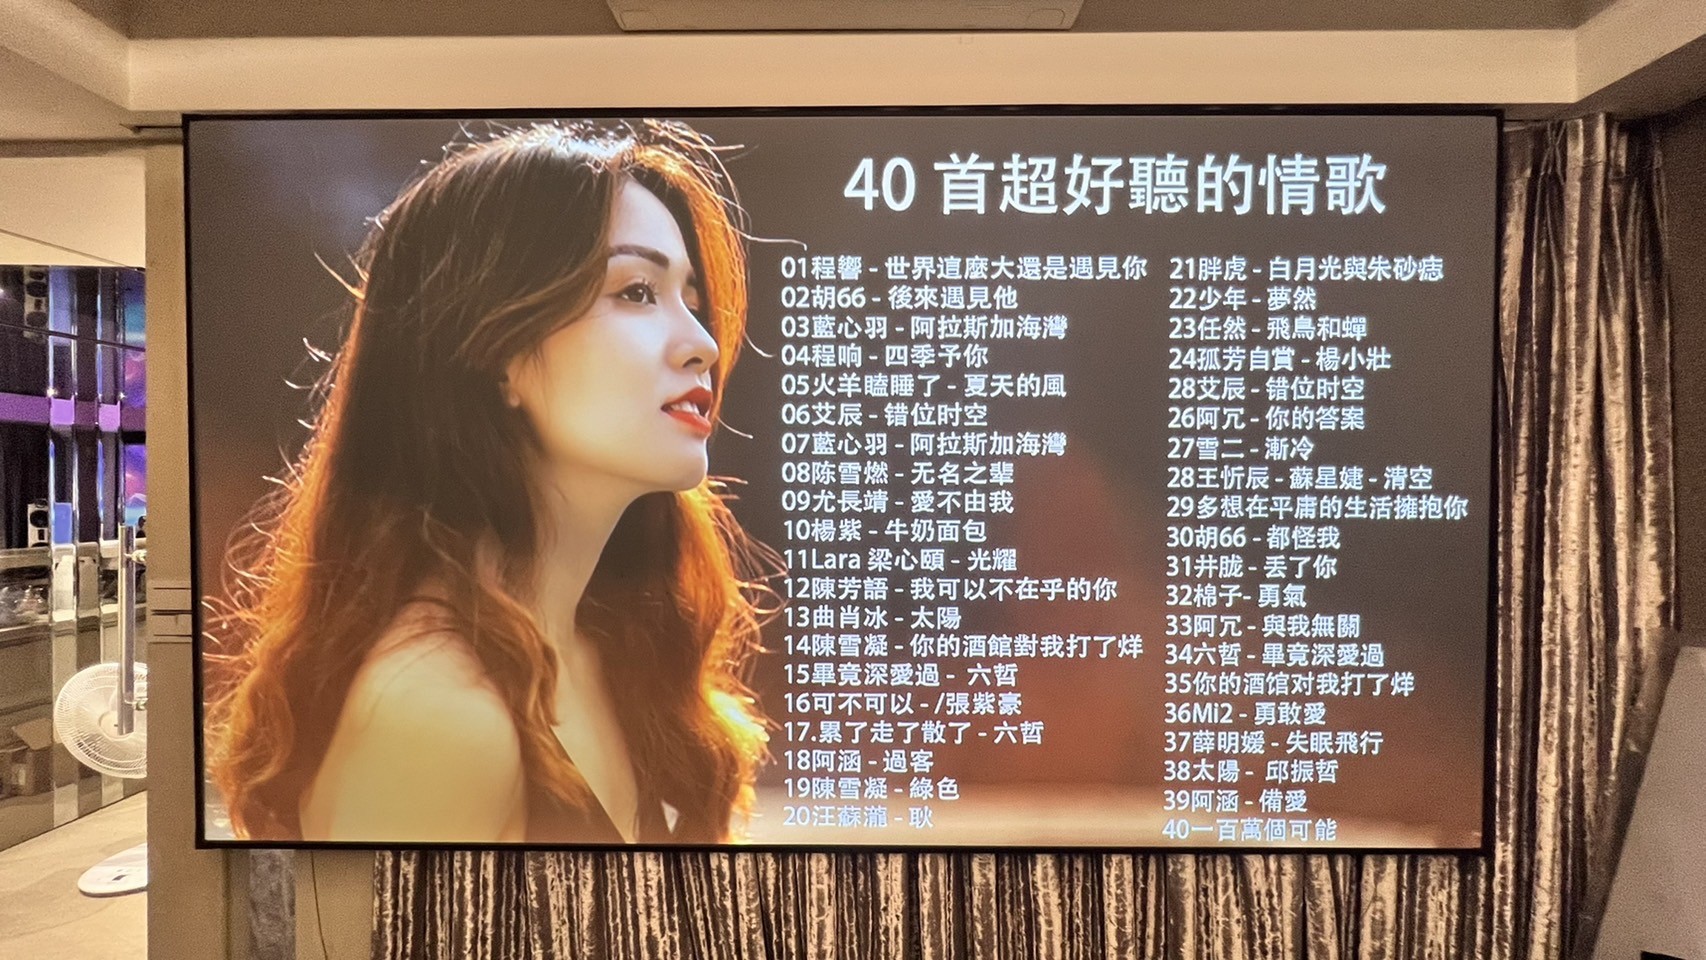 40 首超好聽的情歌
01程響 - 世界這麼大還是遇見你
02胡66 - 後來遇見他
03藍心羽 - 阿拉斯加海灣
04程响 - 四季予你
05火羊瞌睡了 - 夏天的風
06艾辰 - 错位时空
07藍心羽 - 阿拉斯加海灣
08陈雪燃 - 无名之辈
09尤長靖 - 愛不由我
10楊紫 - 牛奶面包
11Lara 梁心頤 - 光耀
12陳芳語 - 我可以不在乎的你
13曲肖冰 - 太陽
14陳雪凝 - 你的酒館對我打了烊
15畢竟深愛過 - 六哲
16可不可以 - /張紫豪
17.累了走了散了 - 六哲
18阿涵 - 過客
19陳雪凝 - 綠色
20汪蘇瀧 - 耿
21胖虎 - 白月光與朱砂痣
22少年 - 夢然
23任然 - 飛鳥和蟬
24孤芳自賞 - 楊小壯
28艾辰 - 错位时空
26阿冗 - 你的答案
27雪二 - 漸冷
28王忻辰 - 蘇星婕 - 清空
29多想在平庸的生活擁抱你
30胡66 - 都怪我
31井胧 - 丢了你
32棉子- 勇氣
33阿冗 - 與我無關
34六哲 - 畢竟深愛過
35你的酒馆对我打了烊
36Mi2 - 勇敢愛
37薛明媛 - 失眠飛行
38太陽 - 邱振哲
39阿涵 - 備愛
40一百萬個可能